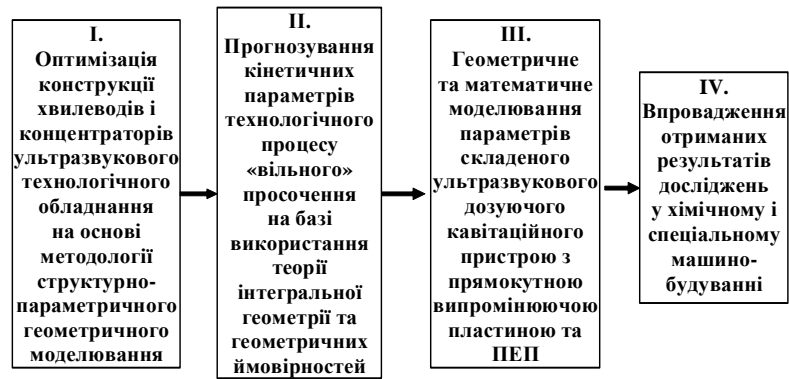 I.
Оптимізація
конструкції
хвилеводів і
концентраторів
ультразвукового
технологічного
обладнання
на основі
методології
структурно-
параметричного
геометричного
моделювання
II.
Прогнозування
кінетичних
параметрів
технологічного
процесу
«вільного»
просочення
на базі
використання
теорії
інтегральної
геометрії та
геометричних
ймовірностей
III.
Геометричне
та математичне
моделювання
параметрів
складеного
ультразвукового
дозуючого
кавітаційного
пристрою з
прямокутною
випромінюючою
пластиною та
ПЕП
IV.
Впровадження
отриманих
результатів
досліджень
у хімічному і
спеціальному
машино-
будуванні